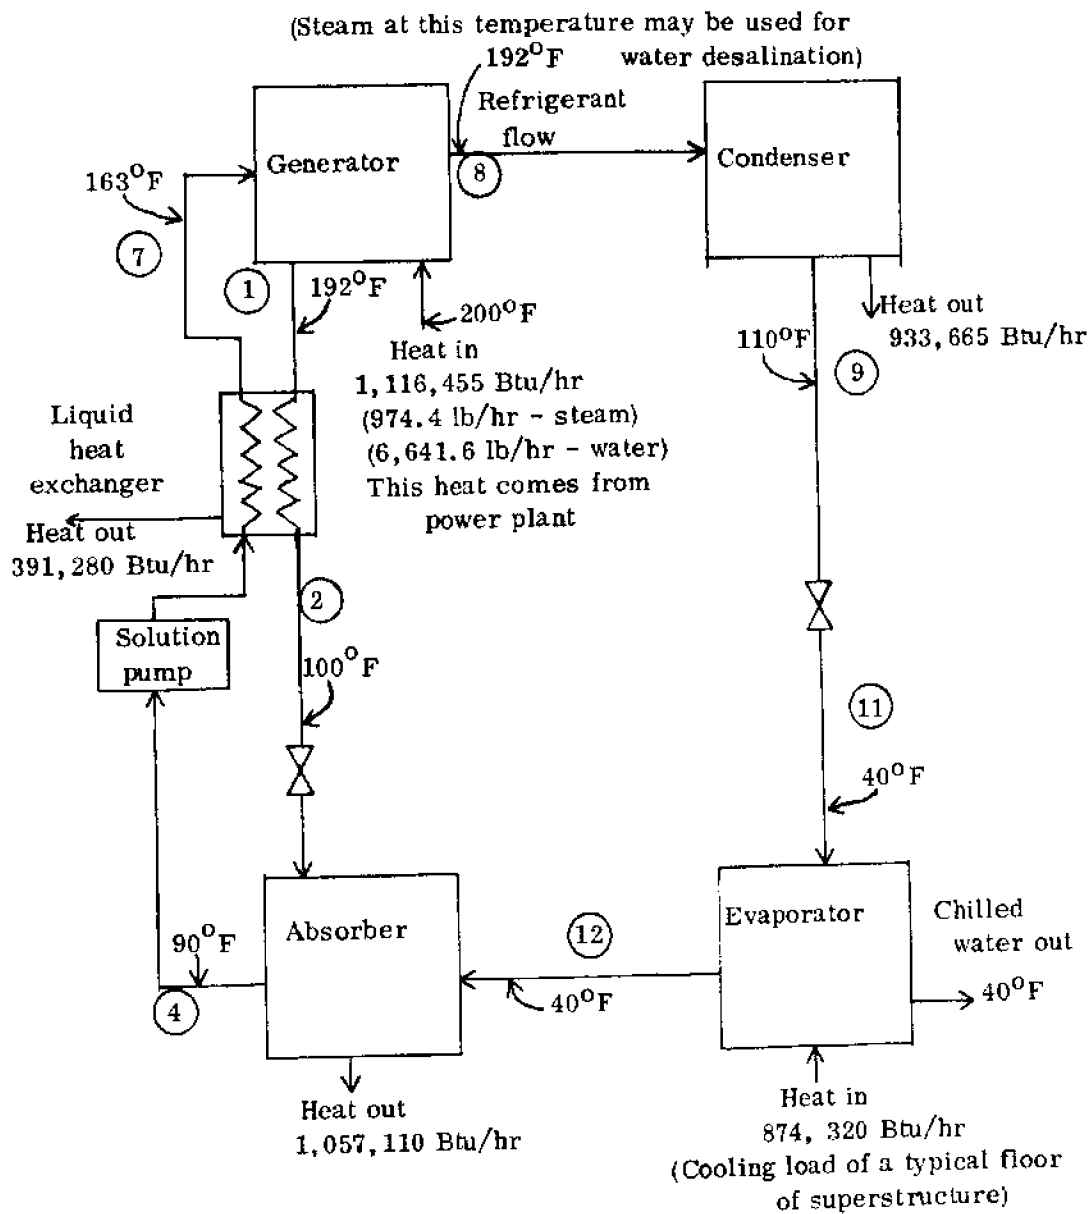 (Steam at this temperature may be used for
192°F water desalination)
Refrigerant
flow
Generator
8
Condenser
163°F
7
1
192°F
200°F
Heat in
1,116,455 Btu/hr
(974.4 lb/hr - steam)
(6,641.6 lb/hr - water)
This heat comes from
power plant
Heat out
933,665 Btu/hr
110°F
9
Liquid
heat
exchanger
Heat out
391,280 Btu/hr
2
Solution
pump
100°F
11
40°F
Absorber
90°F
4
12
40°F
Evaporator
Chilled
water out
40°F
Heat out
1,057,110 Btu/hr
Heat in
874, 320 Btu/hr
(Cooling load of a typical floor
of superstructure)